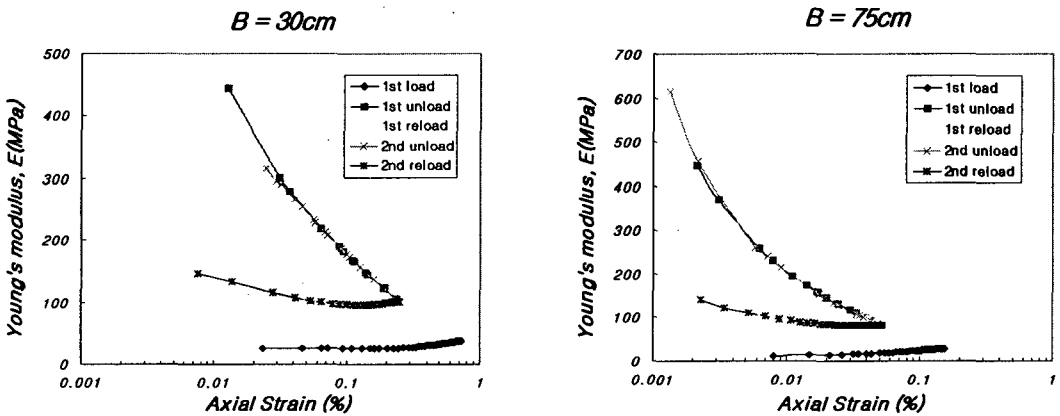 B = 30cm
Young's modulus, E(MPa)
500
400
300
200
100
0
0.001
0.01
0.1
1
Axial Strain (%)
1st load
1st unload
1st reload
2nd unload
2nd reload
B = 75cm
Young's modulus, E(MPa)
700
600
500
400
300
200
100
0
0.001
0.01
0.1
1
Axial Strain (%)
1st load
1st unload
1st reload
2nd unload
2nd reload